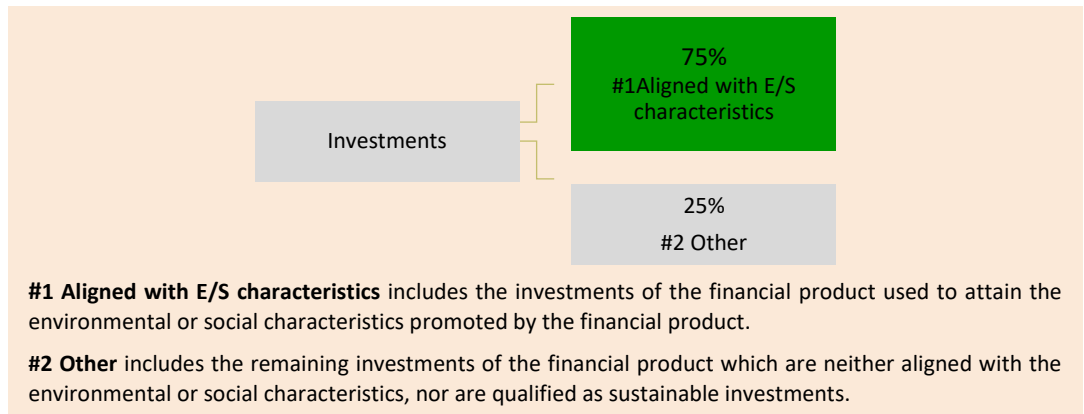 75%
#1Aligned with E/S
characteristics
Investments
25%
#2 Other
#1 Aligned with E/S characteristics includes the investments of the financial product used to attain the
environmental or social characteristics promoted by the financial product.
#2 Other includes the remaining investments of the financial product which are neither aligned with the
environmental or social characteristics, nor are qualified as sustainable investments.